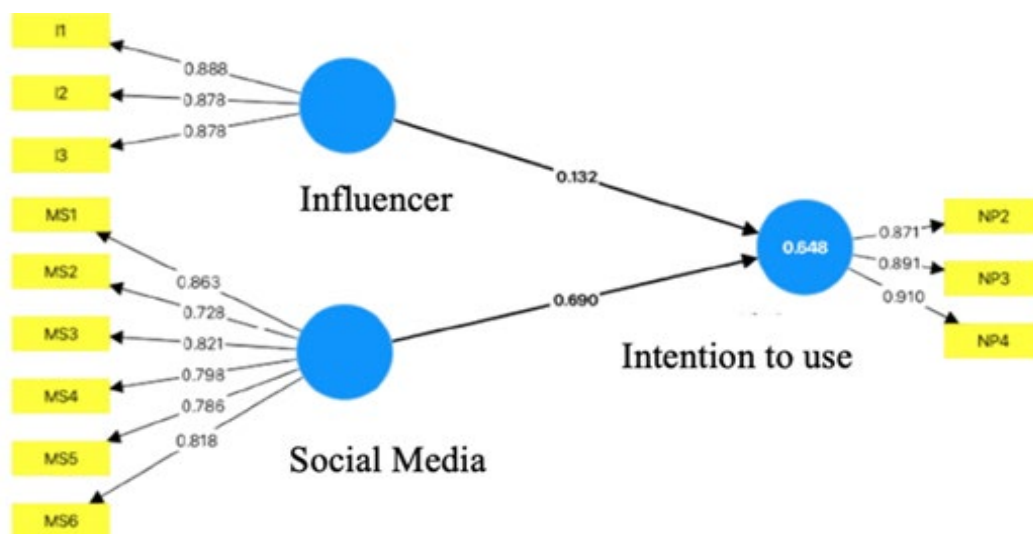 I1
0.888
I2
0.878
I3
0.878
Influencer
0.132
MS1
0.863
MS2
0.728
MS3
0.821
MS4
0.798
MS5
0.786
MS6
0.818
Social Media
0.690
0.648
Intention to use
NP2
0.871
NP3
0.891
NP4
0.910